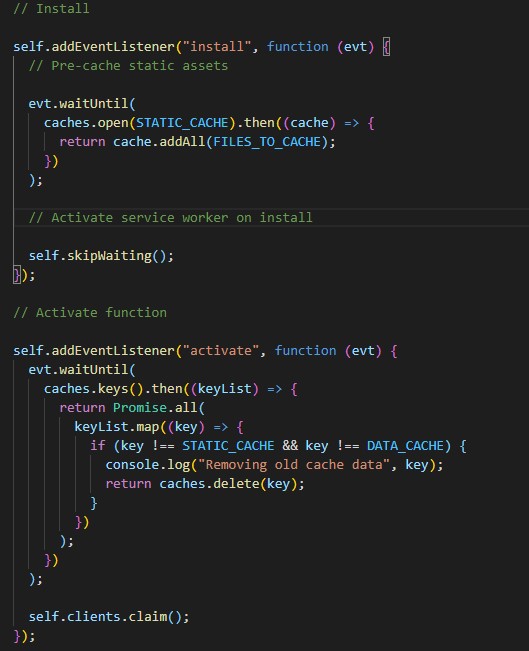 // Install
self.addEventListener("install", function (evt) {
  // Pre-cache static assets
  evt.waitUntil(
    caches.open(STATIC_CACHE).then((cache) => {
      return cache.addAll(FILES_TO_CACHE);
    })
  );
  // Activate service worker on install
  self.skipWaiting();
});
// Activate function
self.addEventListener("activate", function (evt) {
  evt.waitUntil(
    caches.keys().then((keyList) => {
      return Promise.all(
        keyList.map((key) => {
          if (key !== STATIC_CACHE && key !== DATA_CACHE) {
            console.log("Removing old cache data", key);
            return caches.delete(key);
          }
        })
      );
    })
  );
  self.clients.claim();
});